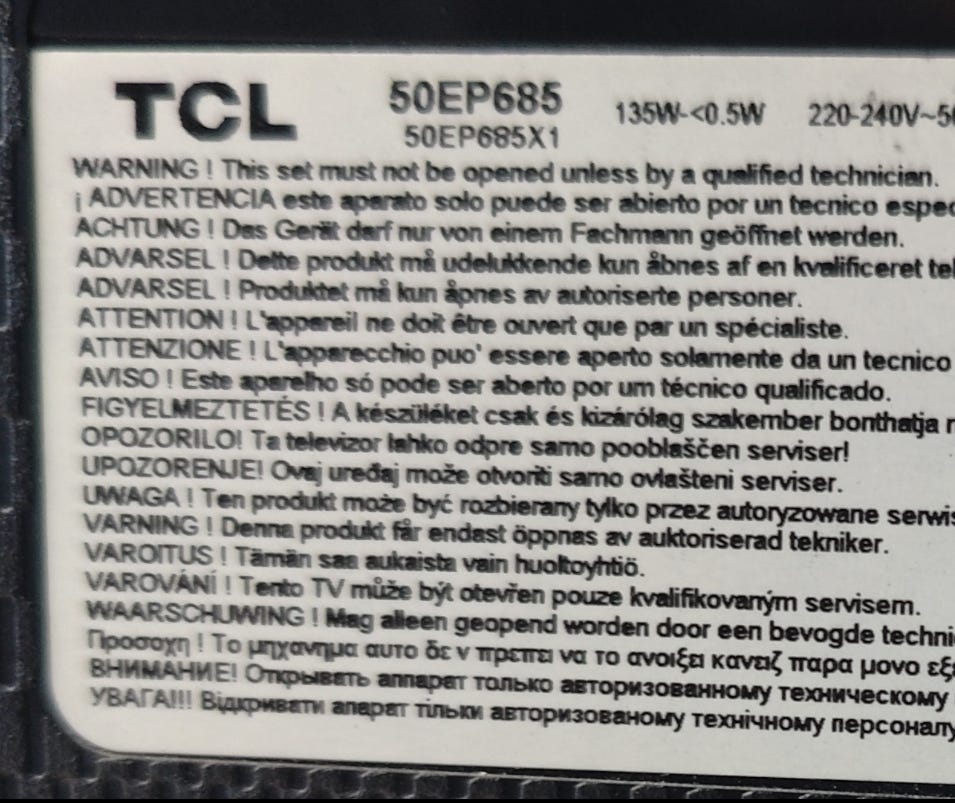 TCL 50EP685 135W-<0.5W 220-240V~50
50EP685X1
WARNING ! This set must not be opened unless by a qualified technician.
¡ ADVERTENCIA este aparato solo puede ser abierto por un tecnico espec
ACHTUNG ! Das Gerät darf nur von einem Fachmann geöffnet werden.
ADVARSEL ! Dette produkt må udelukkende kun åbnes af en kvalificeret tek
ADVARSEL ! Produktet må kun åpnes av autoriserte personer.
ATTENTION ! L'appareil ne doit être ouvert que par un spécialiste.
ATTENZIONE ! L'apparecchio puo' essere aperto solamente da un tecnico
AVISO ! Este aparelho só pode ser aberto por um técnico qualificado.
FIGYELMEZTETÉS ! A készüléket csak és kizárólag szakember bonthatja
OPOZORILO! Ta televizor lahko odpre samo pooblaščen serviser!
UPOZORENJE! Ovaj uređaj može otvoriti samo ovlašteni serviser.
UWAGA ! Ten produkt może być rozbierany tylko przez autoryzowane serwis
VARNING ! Denna produkt får endast öppnas av auktoriserad tekniker.
VAROITUS ! Tämän saa aukaista vain huoltoyhtiö.
VAROVÁNÍ ! Tento TV může být otevřen pouze kvalifikovaným servisem.
WAARSCHUWING ! Mag alleen geopend worden door een bevogde techni
Προσοχη ! Το μηχανημα αυτο δε ν πρεπει να το ανοιξει κανειζ παρα μονο εξε
ВНИМАНИЕ! Открывать аппарат только авторизованному техническому
УВАГА!!! Відкривати апарат тільки авторизованому технічному персоналу